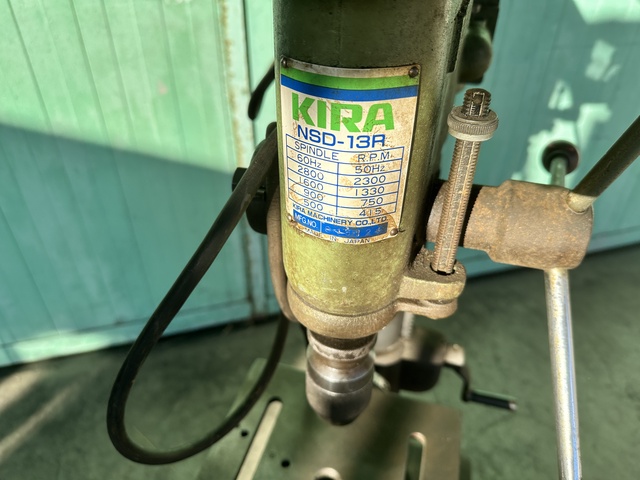 KIRA
NSD-13R
SPINDLE R.P.M.
60Hz 50Hz
2800 2300
1600 1330
900 750
500 415
KIRA MACHINERY CO.,LTD.
MFG.NO
JAPAN